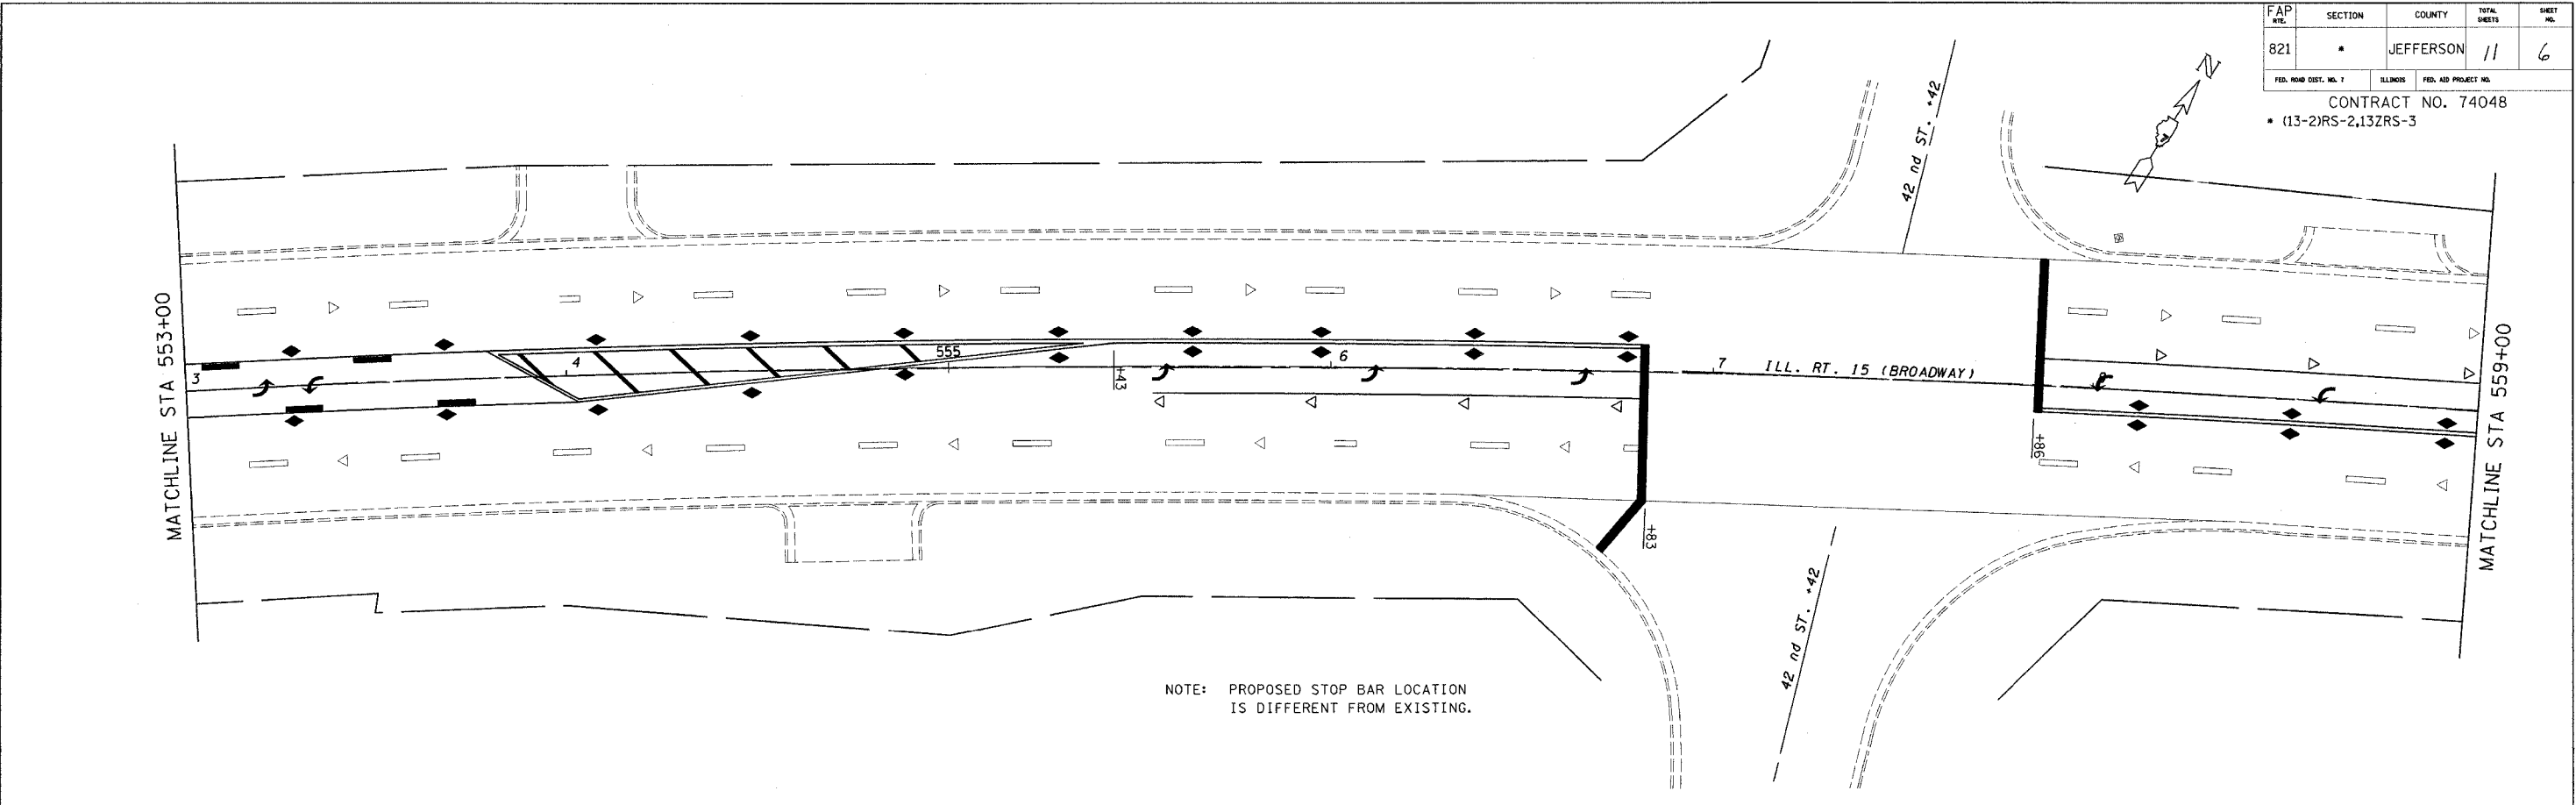 FAP RTE. SECTION COUNTY TOTAL SHEETS SHEET NO.
821 * JEFFERSON 11 6
FED. ROAD DIST. NO. 7 ILLINOIS FED. AID PROJECT NO.
CONTRACT NO. 74048
* (13-2)RS-2,13ZRS-3
N
42 nd ST. +42
MATCHLINE STA 553+00
3
4
555
+43
6
7
ILL. RT. 15 (BROADWAY)
8
+86
+83
MATCHLINE STA 559+00
42 nd ST. +42
NOTE: PROPOSED STOP BAR LOCATION
IS DIFFERENT FROM EXISTING.